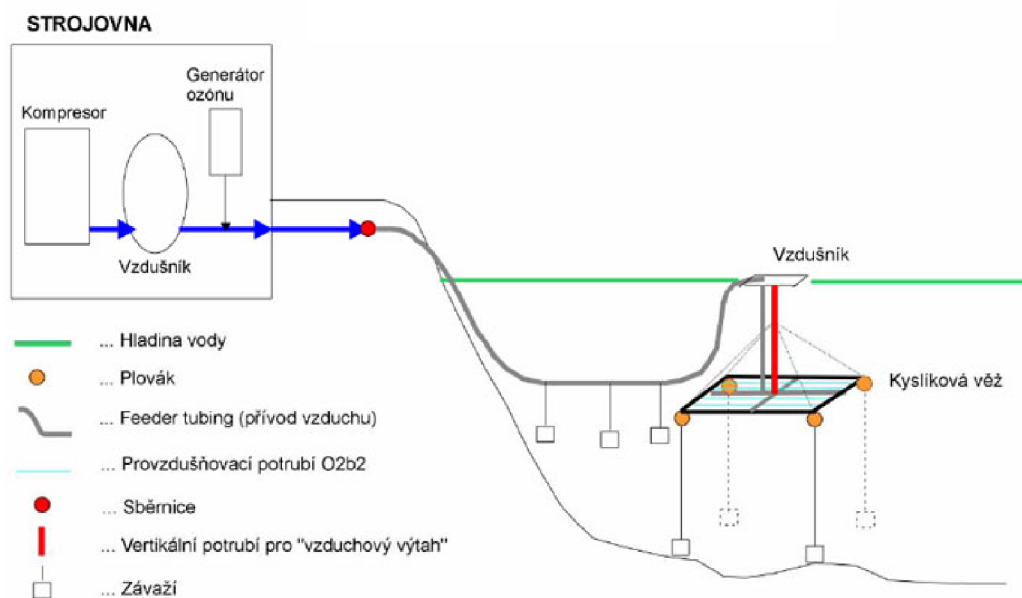 STROJOVNA
Generátor
ozónu
Kompresor
Vzdušník
Vzdušník
Kyslíková věž
... Hladina vody
... Plovák
... Feeder tubing (přívod vzduchu)
... Provzdušňovací potrubí O2b2
... Sběrnice
... Vertikální potrubí pro "vzduchový výtah"
... Závaží